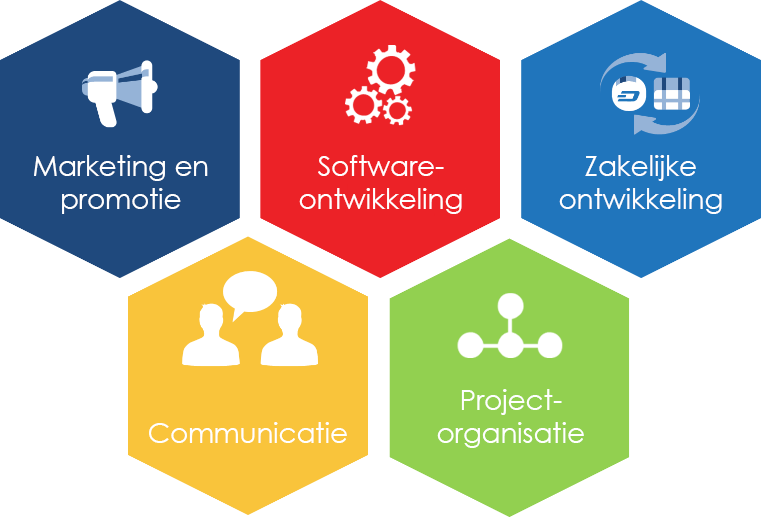 Marketing en
promotie
Software-
ontwikkeling
Zakelijke
ontwikkeling
Communicatie
Project-
organisatie